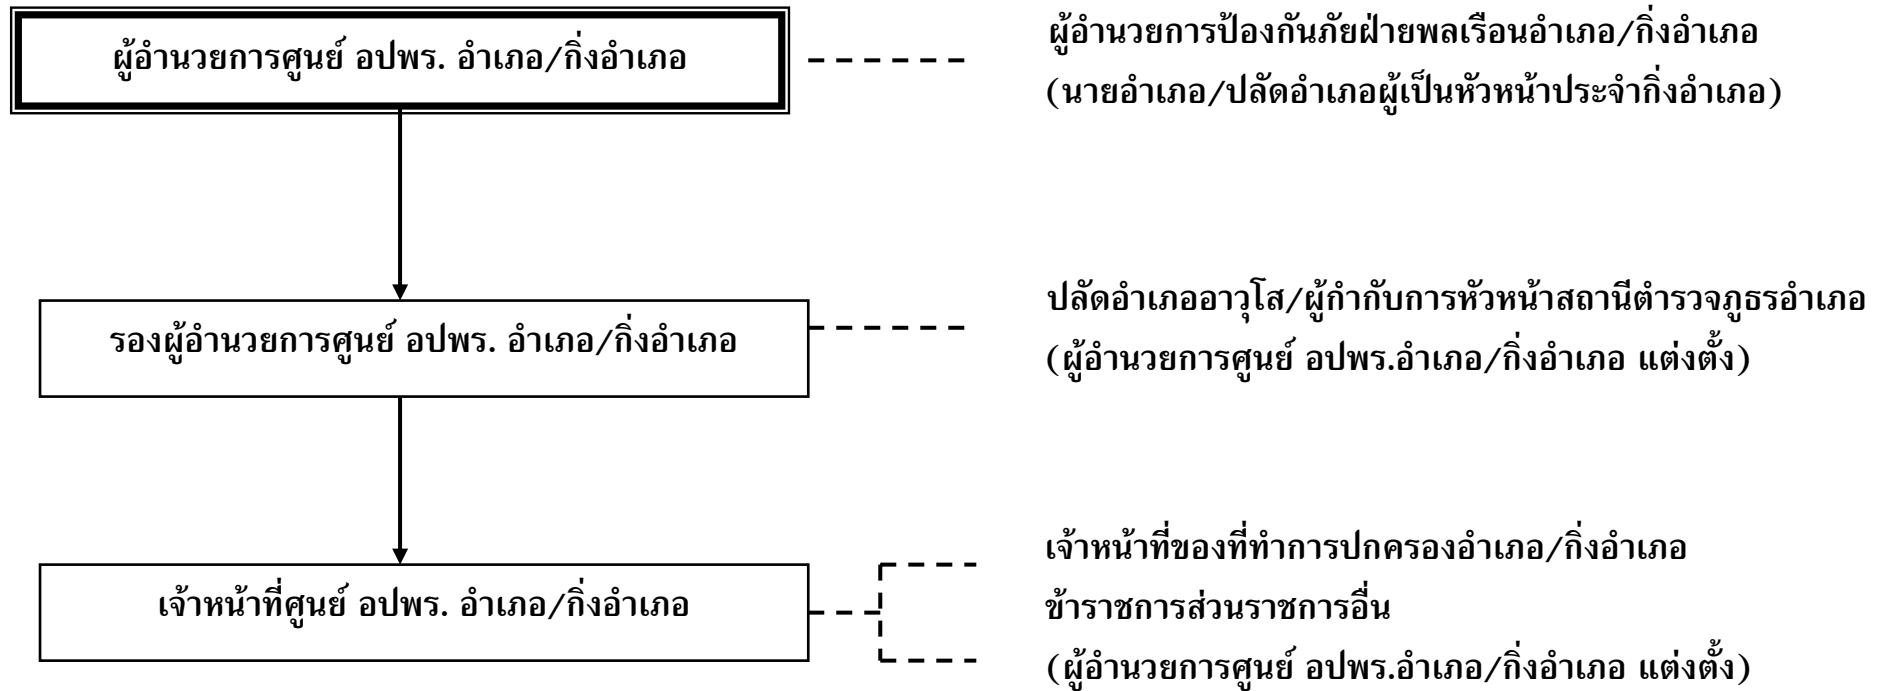 ผู้อำนวยการศูนย์ อปพร. อำเภอ/กิ่งอำเภอ
ผู้อำนวยการป้องกันภัยฝ่ายพลเรือนอำเภอ/กิ่งอำเภอ
(นายอำเภอ/ปลัดอำเภอผู้เป็นหัวหน้าประจำกิ่งอำเภอ)
รองผู้อำนวยการศูนย์ อปพร. อำเภอ/กิ่งอำเภอ
ปลัดอำเภออาวุโส/ผู้กำกับการหัวหน้าสถานีตำรวจภูธรอำเภอ
(ผู้อำนวยการศูนย์ อปพร.อำเภอ/กิ่งอำเภอ แต่งตั้ง)
เจ้าหน้าที่ศูนย์ อปพร. อำเภอ/กิ่งอำเภอ
เจ้าหน้าที่ของที่ทำการปกครองอำเภอ/กิ่งอำเภอ
ข้าราชการส่วนราชการอื่น
(ผู้อำนวยการศูนย์ อปพร.อำเภอ/กิ่งอำเภอ แต่งตั้ง)